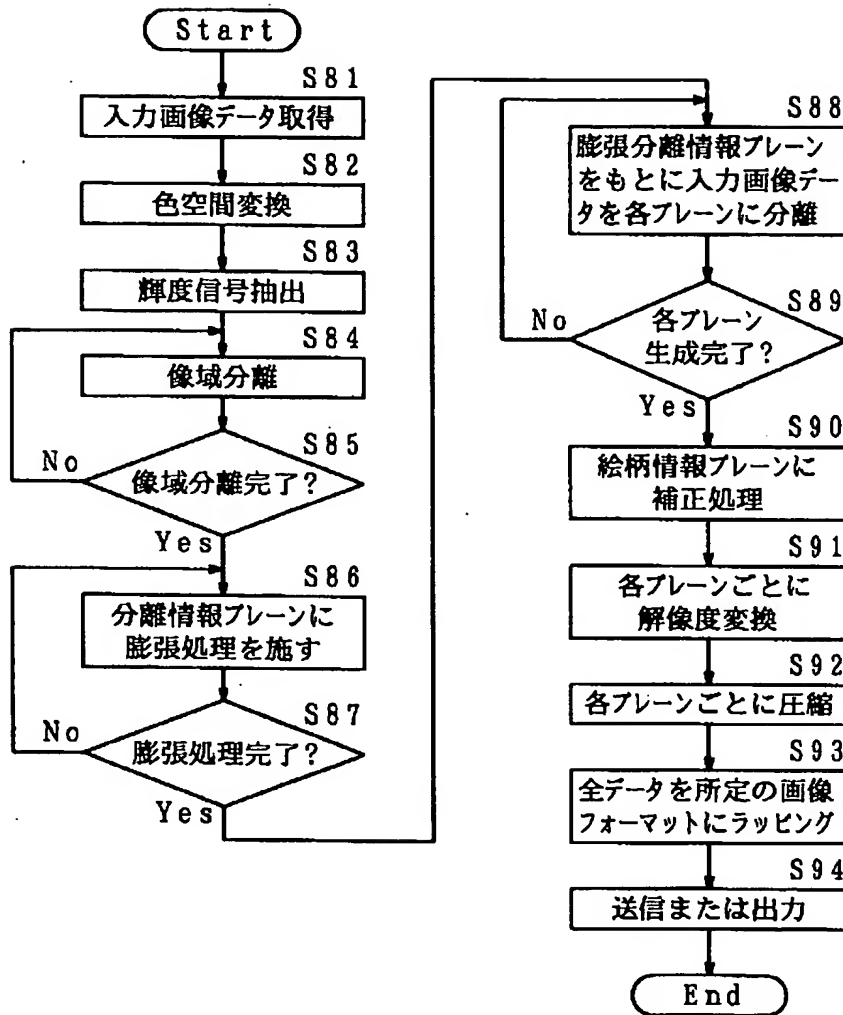 Start
S81
入力画像データ取得
S82
色空間変換
S83
輝度信号抽出
S84
像域分離
S85
像域分離完了？
No
Yes
S86
分離情報プレーンに
膨張処理を施す
S87
膨張処理完了？
No
Yes
S88
膨張分離情報プレーン
をもとに入力画像デー
タを各プレーンに分離
S89
各プレーン
生成完了？
No
Yes
S90
絵柄情報プレーンに
補正処理
S91
各プレーンごとに
解像度変換
S92
各プレーンごとに圧縮
S93
全データを所定の画像
フォーマットにラッピング
S94
送信または出力
End